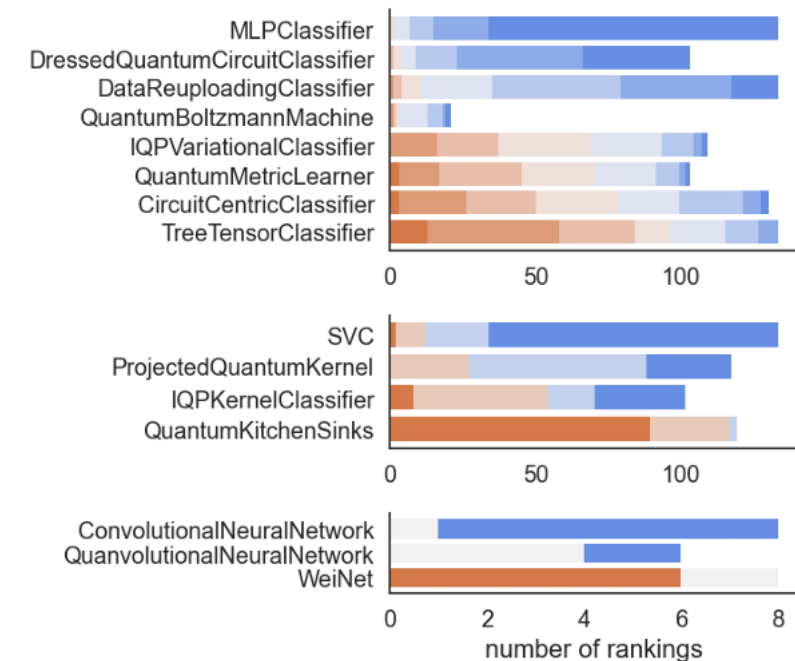 MLPClassifier
DressedQuantumCircuitClassifier
DataReuploadingClassifier
QuantumBoltzmannMachine
IQPVariationalClassifier
QuantumMetricLearner
CircuitCentricClassifier
TreeTensorClassifier
0 50 100
SVC
ProjectedQuantumKernel
IQPKernelClassifier
QuantumKitchenSinks
0 50 100
ConvolutionalNeuralNetwork
QuanvolutionalNeuralNetwork
WeiNet
0 2 4 6 8
number of rankings